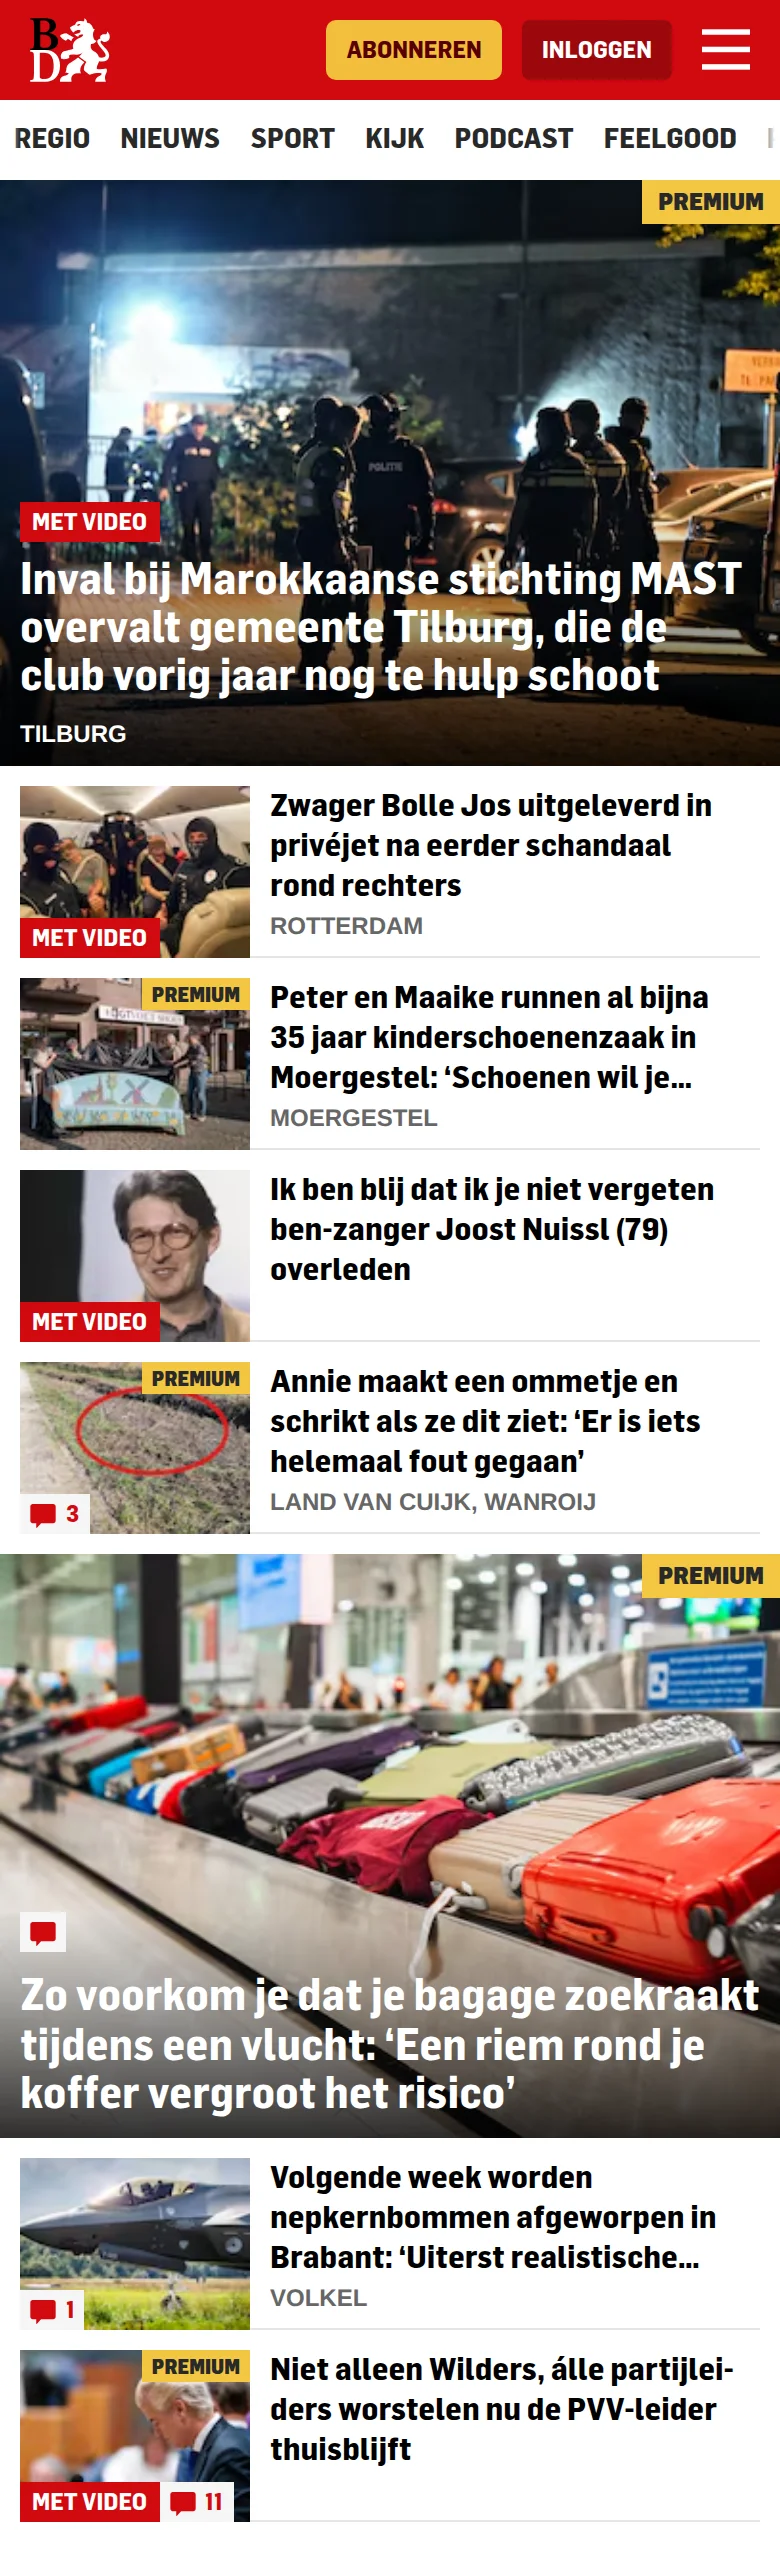 BD
ABONNEREN
INLOGGEN
REGIO NIEUWS SPORT KIJK PODCAST FEELGOOD
PREMIUM
POLITIE
MET VIDEO
Inval bij Marokkaanse stichting MAST
overvalt gemeente Tilburg, die de
club vorig jaar nog te hulp schoot
TILBURG
MET VIDEO
Zwager Bolle Jos uitgeleverd in
privéjet na eerder schandaal
rond rechters
ROTTERDAM
PREMIUM
Peter en Maaike runnen al bijna
35 jaar kinderschoenenzaak in
Moergestel: ‘Schoenen wil je...
MOERGESTEL
MET VIDEO
Ik ben blij dat ik je niet vergeten
ben-zanger Joost Nuissl (79)
overleden
PREMIUM
3
Annie maakt een ommetje en
schrikt als ze dit ziet: ‘Er is iets
helemaal fout gegaan’
LAND VAN CUIJK, WANROIJ
PREMIUM
Zo voorkom je dat je bagage zoekraakt
tijdens een vlucht: ‘Een riem rond je
koffer vergroot het risico’
1
Volgende week worden
nepkernbommen afgeworpen in
Brabant: ‘Uiterst realistische...
VOLKEL
PREMIUM
MET VIDEO
11
Niet alleen Wilders, álle partijlei-
ders worstelen nu de PVV-leider
thuisblijft